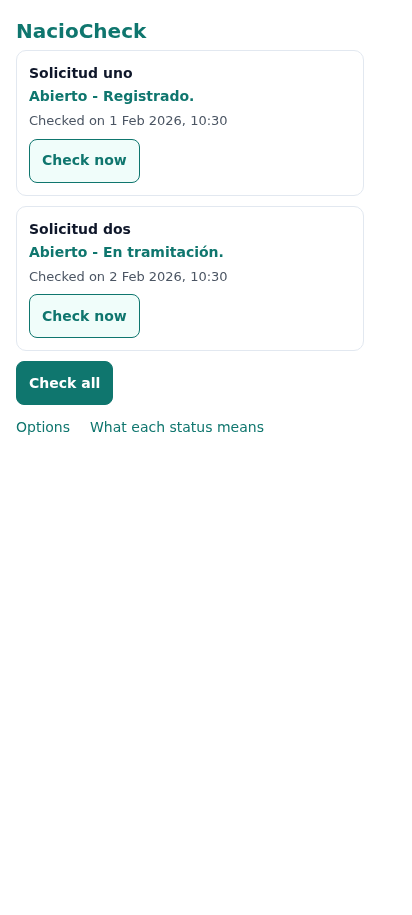 NacioCheck
Solicitud uno
Abierto - Registrado.
Checked on 1 Feb 2026, 10:30
Check now
Solicitud dos
Abierto - En tramitación.
Checked on 2 Feb 2026, 10:30
Check now
Check all
Options What each status means